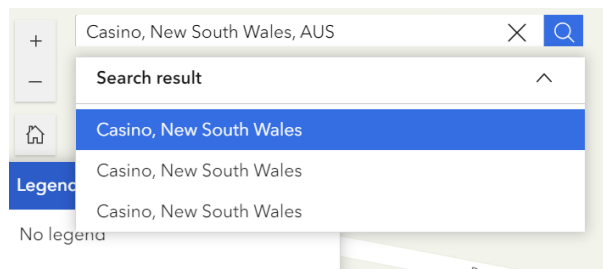 Casino, New South Wales, AUS
Search result
Casino, New South Wales
Casino, New South Wales
Casino, New South Wales
Legend
No legend